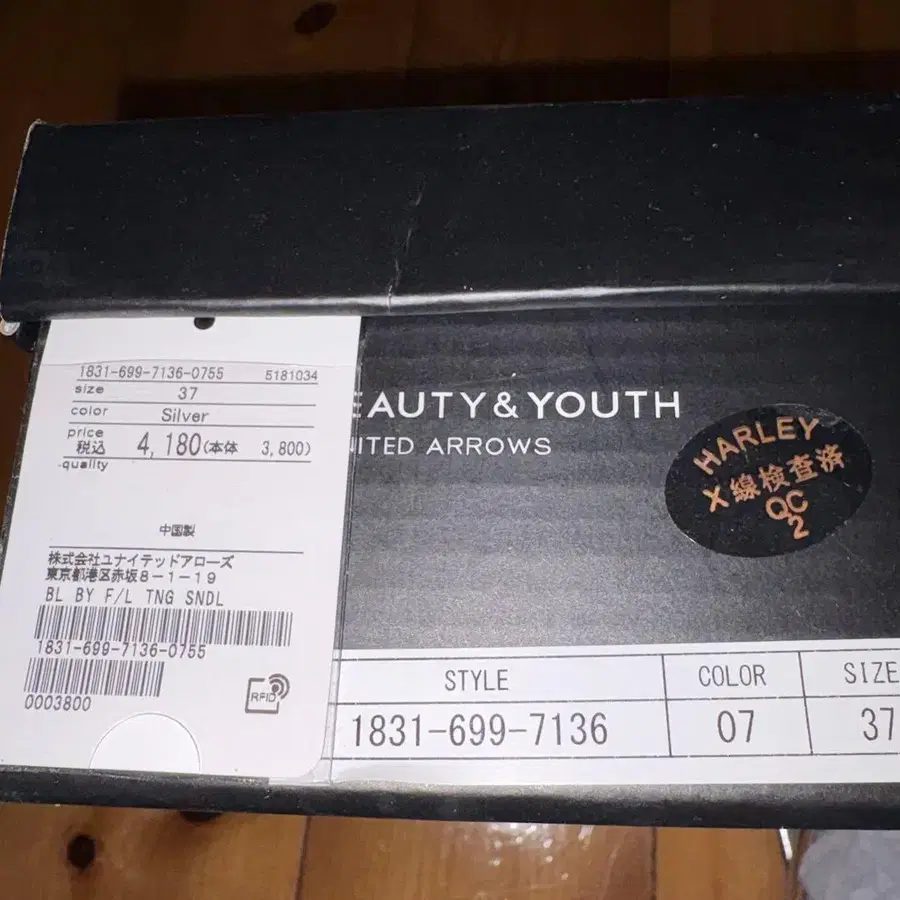 1831-699-7136-0755 5181034
size 37
color Silver
price
税込 4,180(本体 3,800)
quality
中国製
株式会社ユナイテッドアローズ
東京都港区赤坂8-1-19
BL BY F/L TNG SNDL
1831-699-7136-0755
0003800
RFID
EAUTY&YOUTH
NITED ARROWS
HARLEY
X線検査済
QC
2
STYLE COLOR SIZE
1831-699-7136 07 37